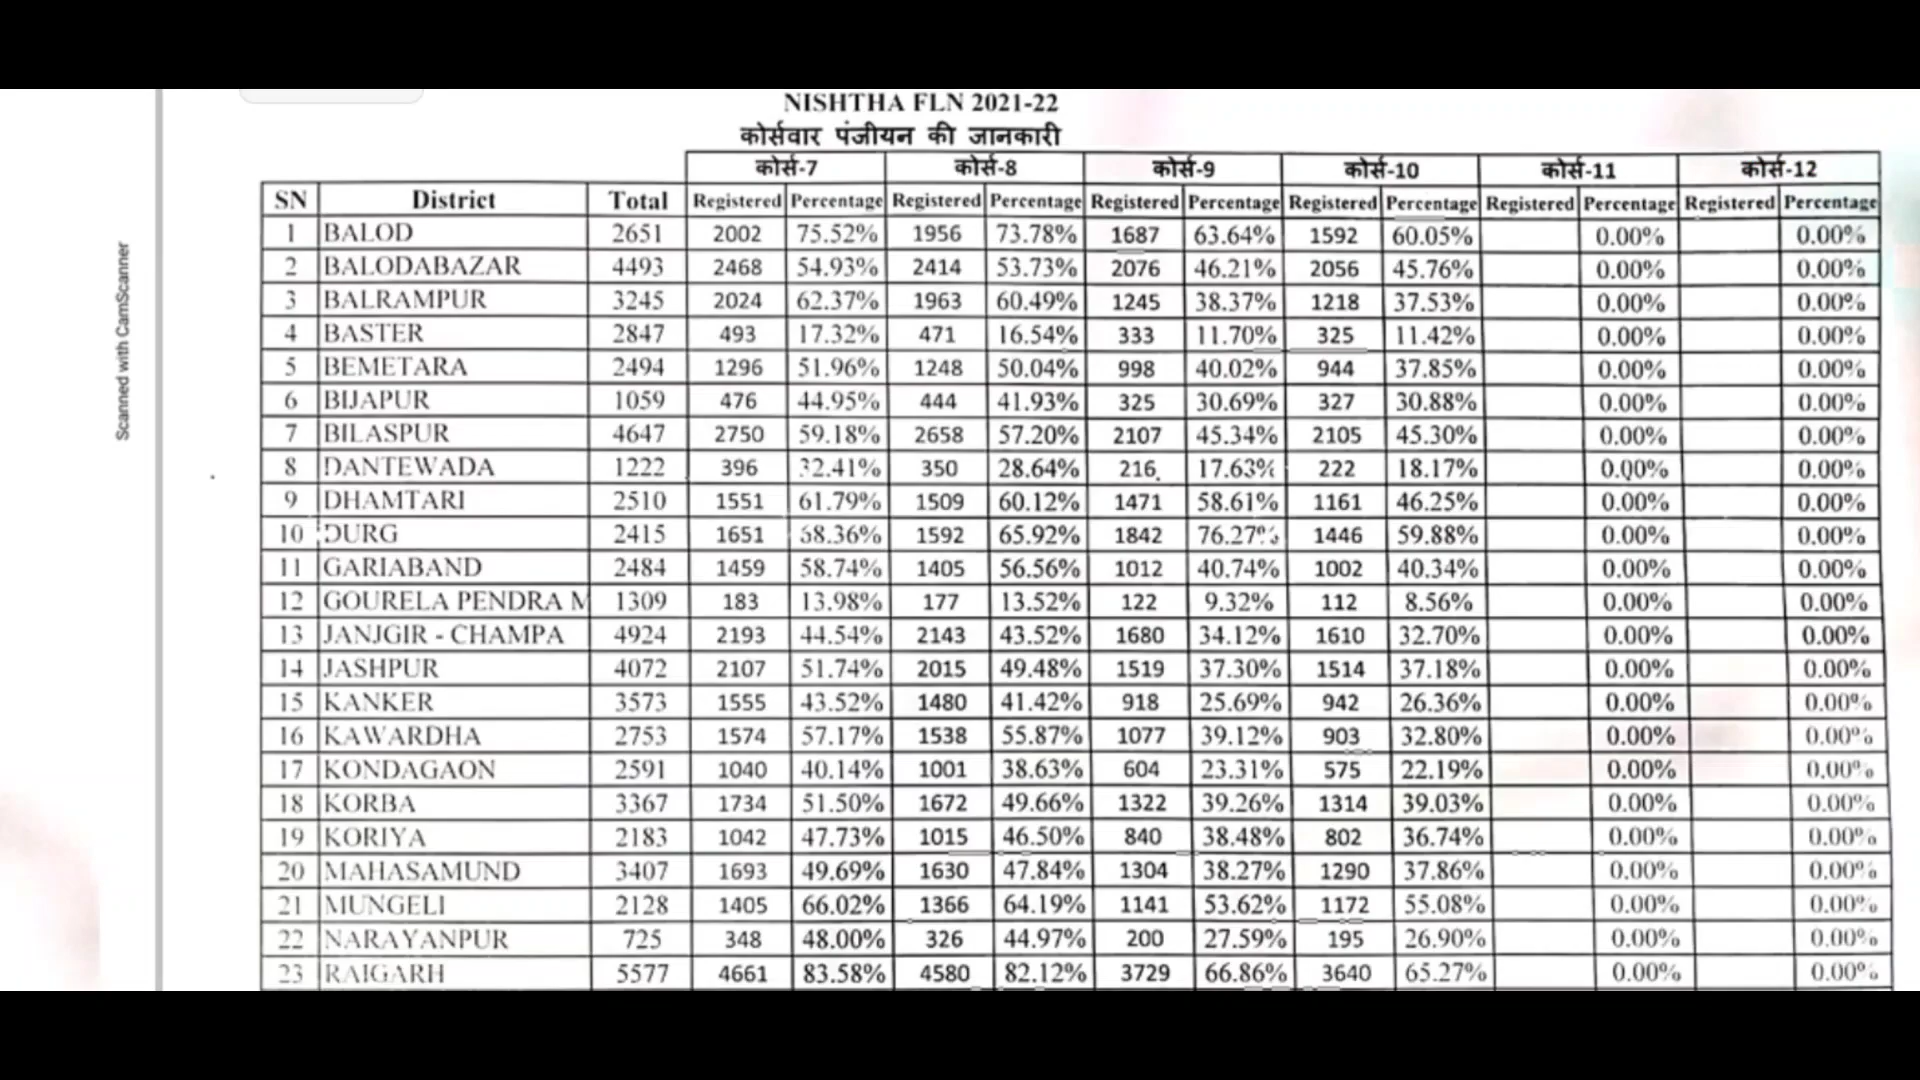 NISHTHA FLN 2021-22
कोर्सवार पंजीयन की जानकारी
कोर्स-7 कोर्स-8 कोर्स-9 कोर्स-10 कोर्स-11 कोर्स-12
SN District Total Registered Percentage Registered Percentage Registered Percentage Registered Percentage Registered Percentage Registered Percentage
1 BALOD 2651 2002 75.52% 1956 73.78% 1687 63.64% 1592 60.05% 0.00% 0.00%
2 BALODABAZAR 4493 2468 54.93% 2414 53.73% 2076 46.21% 2056 45.76% 0.00% 0.00%
3 BALRAMPUR 3245 2024 62.37% 1963 60.49% 1245 38.37% 1218 37.53% 0.00% 0.00%
4 BASTER 2847 493 17.32% 471 16.54% 333 11.70% 325 11.42% 0.00% 0.00%
5 BEMETARA 2494 1296 51.96% 1248 50.04% 998 40.02% 944 37.85% 0.00% 0.00%
6 BIJAPUR 1059 476 44.95% 444 41.93% 325 30.69% 327 30.88% 0.00% 0.00%
7 BILASPUR 4647 2750 59.18% 2658 57.20% 2107 45.34% 2105 45.30% 0.00% 0.00%
8 DANTEWADA 1222 396 32.41% 350 28.64% 216 17.63% 222 18.17% 0.00% 0.00%
9 DHAMTARI 2510 1551 61.79% 1509 60.12% 1471 58.61% 1161 46.25% 0.00% 0.00%
10 DURG 2415 1651 68.36% 1592 65.92% 1842 76.27% 1446 59.88% 0.00% 0.00%
11 GARIABAND 2484 1459 58.74% 1405 56.56% 1012 40.74% 1002 40.34% 0.00% 0.00%
12 GOURELA PENDRA M 1309 183 13.98% 177 13.52% 122 9.32% 112 8.56% 0.00% 0.00%
13 JANJGIR - CHAMPA 4924 2193 44.54% 2143 43.52% 1680 34.12% 1610 32.70% 0.00% 0.00%
14 JASHPUR 4072 2107 51.74% 2015 49.48% 1519 37.30% 1514 37.18% 0.00% 0.00%
15 KANKER 3573 1555 43.52% 1480 41.42% 918 25.69% 942 26.36% 0.00% 0.00%
16 KAWARDHA 2753 1574 57.17% 1538 55.87% 1077 39.12% 903 32.80% 0.00% 0.00%
17 KONDAGAON 2591 1040 40.14% 1001 38.63% 604 23.31% 575 22.19% 0.00% 0.00%
18 KORBA 3367 1734 51.50% 1672 49.66% 1322 39.26% 1314 39.03% 0.00% 0.00%
19 KORIYA 2183 1042 47.73% 1015 46.50% 840 38.48% 802 36.74% 0.00% 0.00%
20 MAHASAMUND 3407 1693 49.69% 1630 47.84% 1304 38.27% 1290 37.86% 0.00% 0.00%
21 MUNGELI 2128 1405 66.02% 1366 64.19% 1141 53.62% 1172 55.08% 0.00% 0.00%
22 NARAYANPUR 725 348 48.00% 326 44.97% 200 27.59% 195 26.90% 0.00% 0.00%
23 RAIGARH 5577 4661 83.58% 4580 82.12% 3729 66.86% 3640 65.27% 0.00% 0.00%
Scanned with CamScanner